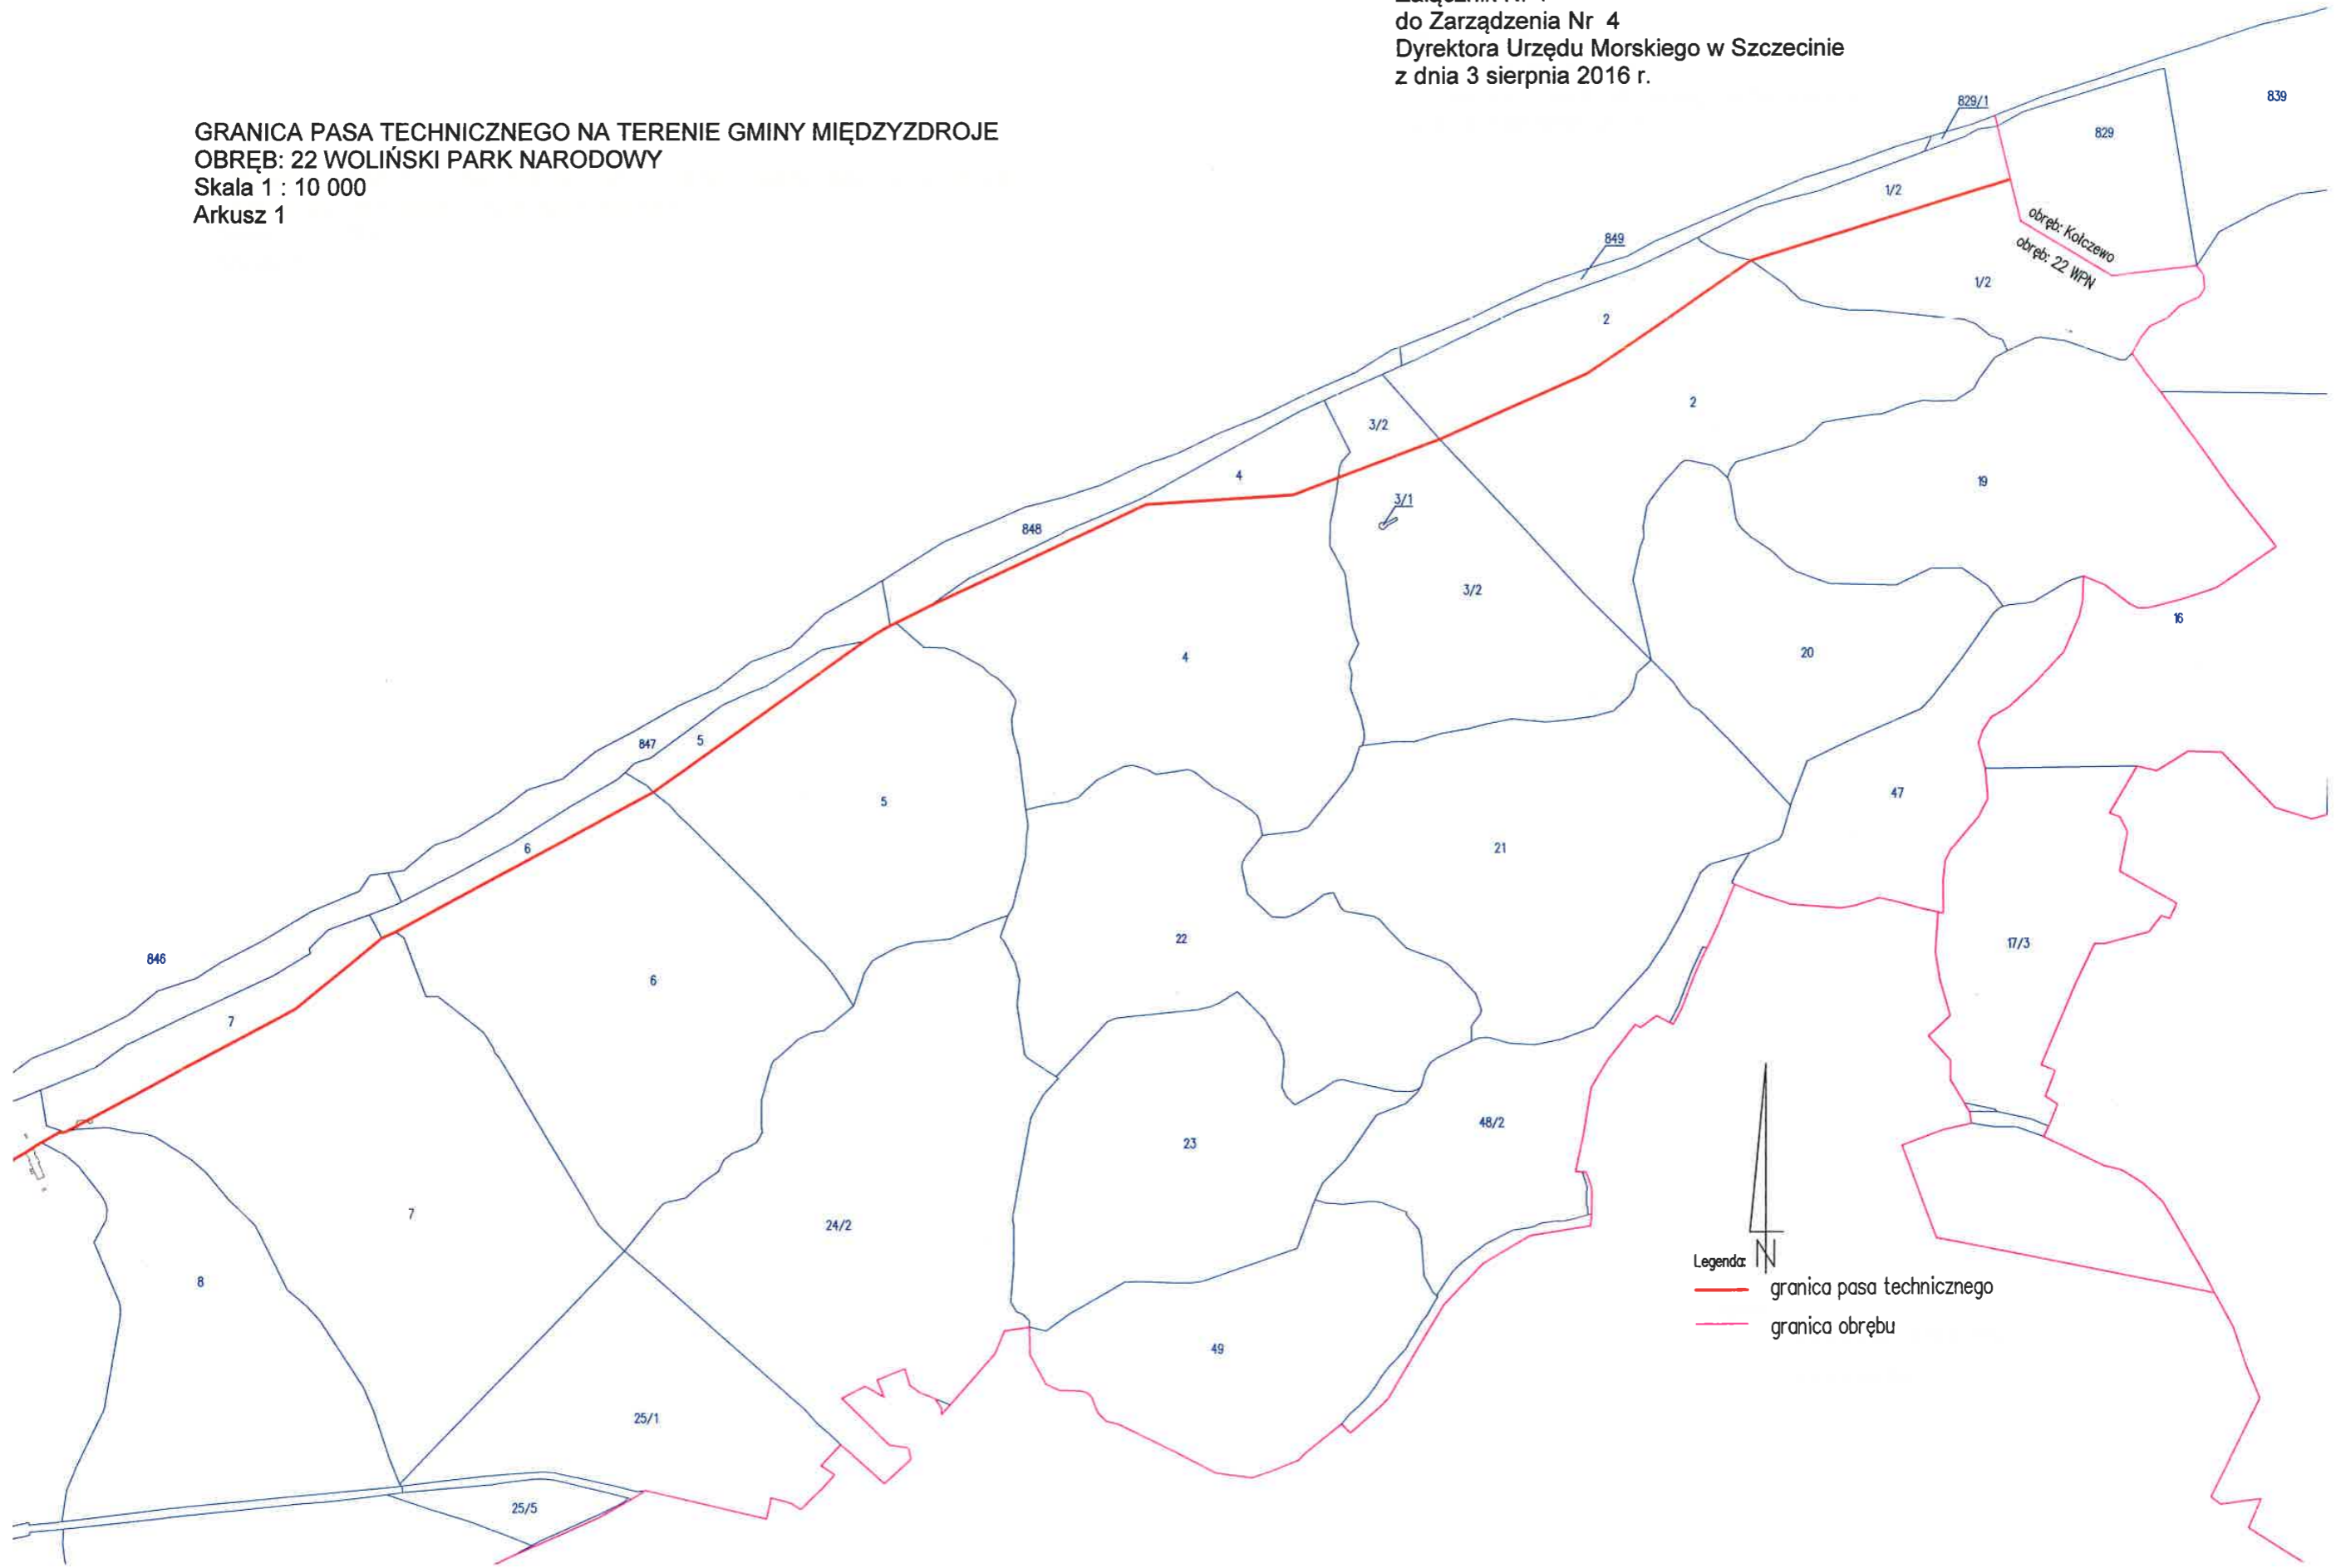 do Zarządzenia Nr 4
Dyrektora Urzędu Morskiego w Szczecinie
z dnia 3 sierpnia 2016 r.
GRANICA PASA TECHNICZNEGO NA TERENIE GMINY MIĘDZYZDROJE
OBRĘB: 22 WOLIŃSKI PARK NARODOWY
Skala 1 : 10 000
Arkusz 1
829/1
839
829
1/2
obręb: Kołczewo
obręb: 22 WPN
849
1/2
2
2
3/2
4
3/1
19
848
3/2
16
4
20
847
5
5
47
6
21
22
17/3
846
6
7
48/2
23
7
24/2
8
Legenda:
N
granica pasa technicznego
granica obrębu
49
25/1
25/5